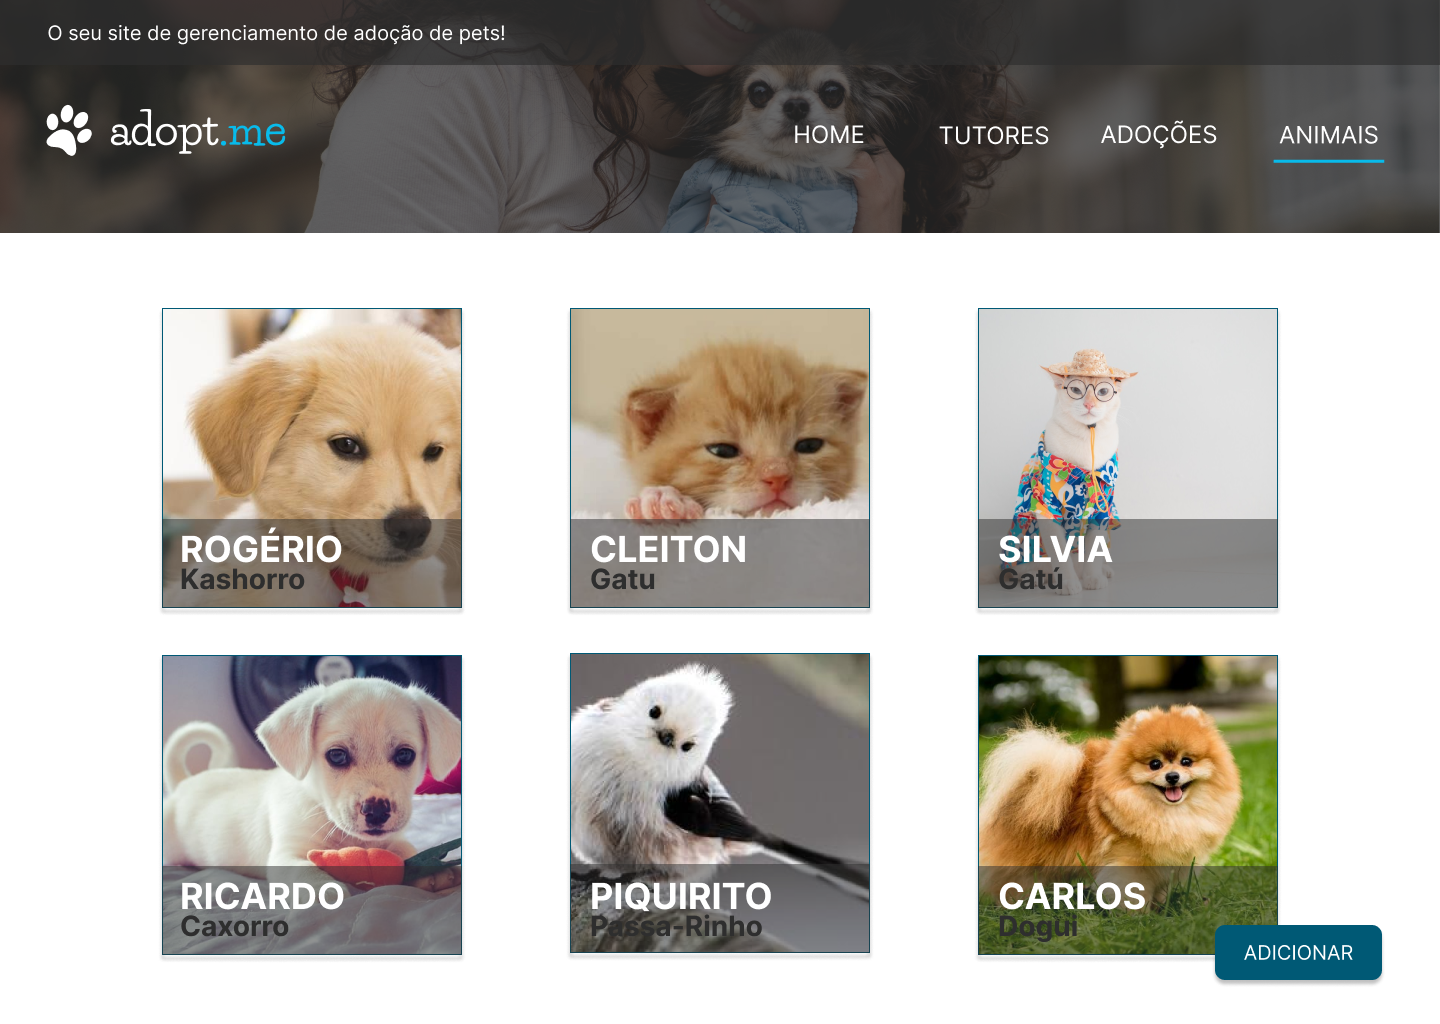 O seu site de gerenciamento de adoção de pets!
adopt.me
HOME
TUTORES
ADOÇÕES
ANIMAIS
ROGÉRIO
Kashorro
CLEITON
Gatu
SILVIA
Gatú
RICARDO
Caxorro
PIQUIRITO
Passa-Rinho
CARLOS
Dogui
ADICIONAR